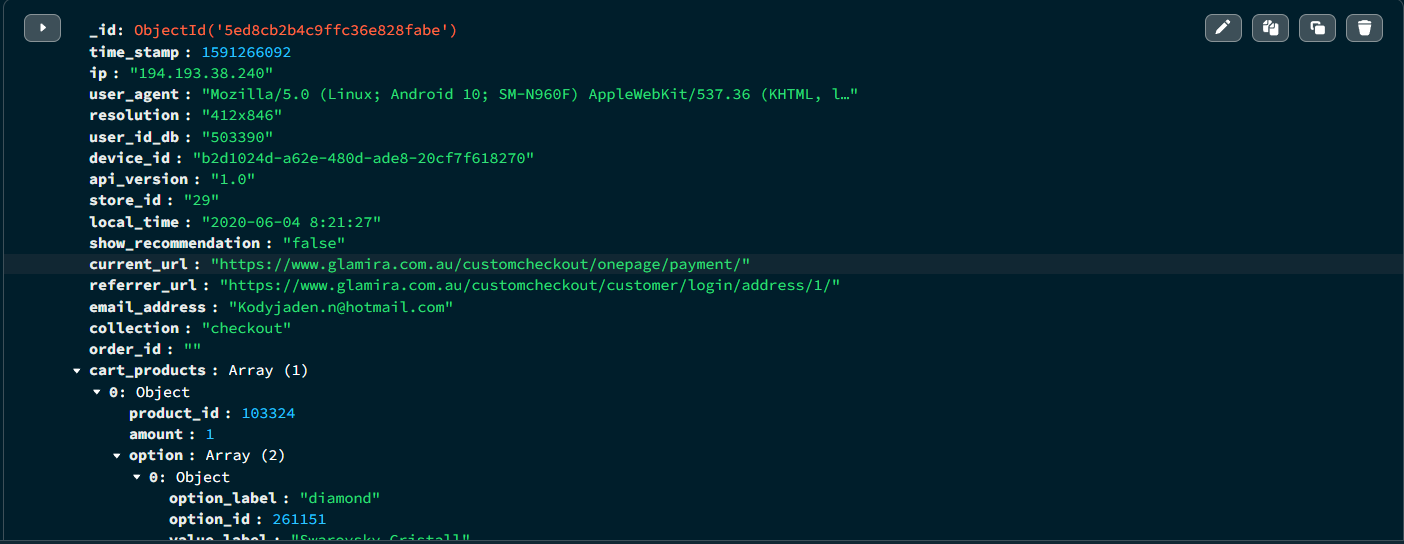 _id: ObjectId('5ed8cb2b4c9ffc36e828fabe')
time_stamp : 1591266092
ip : "194.193.38.240"
user_agent : "Mozilla/5.0 (Linux; Android 10; SM-N960F) AppleWebKit/537.36 (KHTML, l…"
resolution : "412x846"
user_id_db : "503390"
device_id : "b2d1024d-a62e-480d-ade8-20cf7f618270"
api_version : "1.0"
store_id : "29"
local_time : "2020-06-04 8:21:27"
show_recommendation : "false"
current_url : "https://www.glamira.com.au/customcheckout/onepage/payment/"
referrer_url : "https://www.glamira.com.au/customcheckout/customer/login/address/1/"
email_address : "Kodyjaden.n@hotmail.com"
collection : "checkout"
order_id : ""
cart_products : Array (1)
0: Object
product_id : 103324
amount : 1
option : Array (2)
0: Object
option_label : "diamond"
option_id : 261151
value_label : "Swarovsky Cristall"